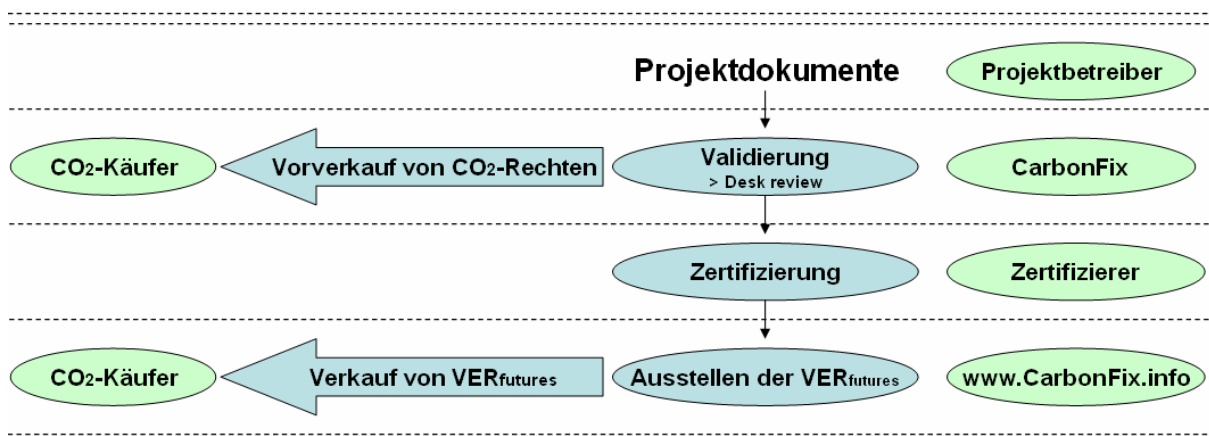 Projektdokumente
Projektbetreiber
CO2-Käufer
Vorverkauf von CO2-Rechten
Validierung
> Desk review
CarbonFix
Zertifizierung
Zertifizierer
CO2-Käufer
Verkauf von VERfutures
Ausstellen der VERfutures
www.CarbonFix.info